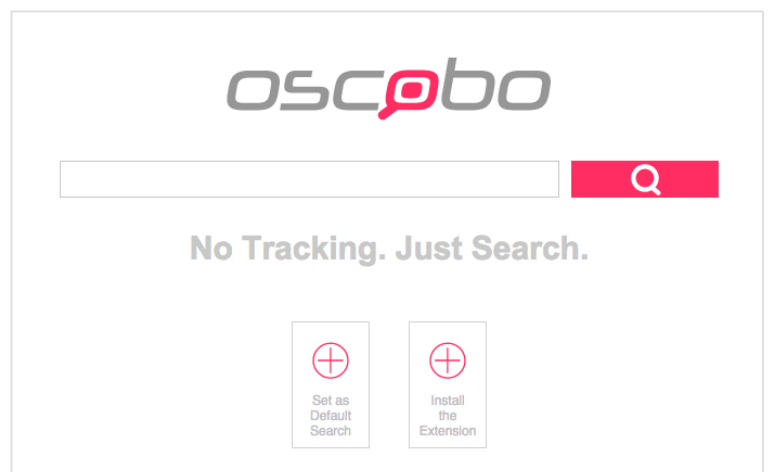 oscobo
No Tracking. Just Search.
Set as
Default
Search
Install
the
Extension